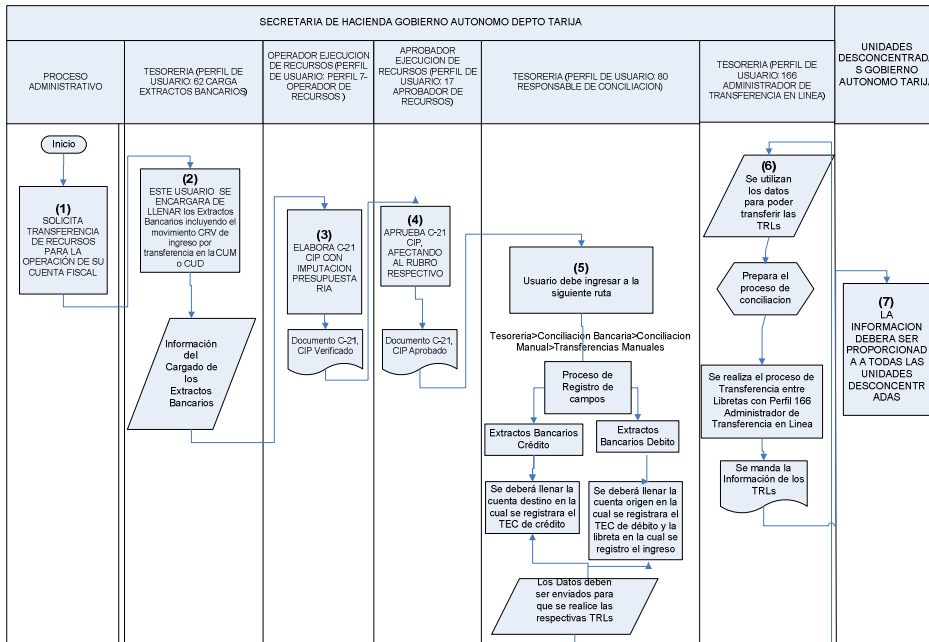 SECRETARIA DE HACIENDA GOBIERNO AUTONOMO DEPTO TARIJA
UNIDADES
DESCONCENTRADA
S GOBIERNO
AUTONOMO TARIJA
PROCESO
ADMINISTRATIVO
TESORERIA (PERFIL DE
USUARIO: 62 CARGA
EXTRACTOS BANCARIOS)
OPERADOR EJECUCION
DE RECURSOS (PERFIL
DE USUARIO: PERFIL 7-
OPERADOR DE
RECURSOS )
APROBADOR
EJECUCION DE
RECURSOS (PERFIL DE
USUARIO: 17
APROBADOR DE
RECURSOS)
TESORERIA (PERFIL DE USUARIO: 80
RESPONSABLE DE CONCILIACION)
TESORERIA (PERFIL DE
USUARIO: 166
ADMINISTRADOR DE
TRANSFERENCIA EN LINEA)
Inicio
(1)
SOLICITA
TRANSFERENCIA
DE RECURSOS
PARA LA
OPERACIÓN DE SU
CUENTA FISCAL
(2)
ESTE USUARIO SE
ENCARGARA DE
LLENAR los Extractos
Bancarios incluyendo el
movimiento CRV de
ingreso por
transferencia en la CUM
o CUD
Información
del
Cargado de
los
Extractos
Bancarios
(3)
ELABORA C-21
CIP CON
IMPUTACION
PRESUPUESTA
RIA
Documento C-21,
CIP Verificado
(4)
APRUEBA C-21
CIP,
AFECTANDO
AL RUBRO
RESPECTIVO
Documento C-21,
CIP Aprobado
(5)
Usuario debe ingresar a la
siguiente ruta
Tesoreria>Conciliacion Bancaria>Conciliacion
Manual>Transferencias Manuales
Proceso de
Registro de
campos
Extractos Bancarios
Crédito
Extractos
Bancarios Debito
Se deberá llenar la
cuenta destino en la
cual se registrara el
TEC de crédito
Se deberá llenar la
cuenta origen en la
cual se registrara el
TEC de débito y la
libreta en la cual se
registro el ingreso
Los Datos deben
ser enviados para
que se realice las
respectivas TRLs
(6)
Se utilizan
los datos
para poder
transferir las
TRLs
Prepara el
proceso de
conciliacion
Se realiza el proceso de
Transferencia entre
Libretas con Perfil 166
Administrador de
Transferencia en Linea
Se manda la
Información de los
TRLs
(7)
LA
INFORMACION
DEBERA SER
PROPORCIONAD
A A TODAS LAS
UNIDADES
DESCONCENTR
ADAS